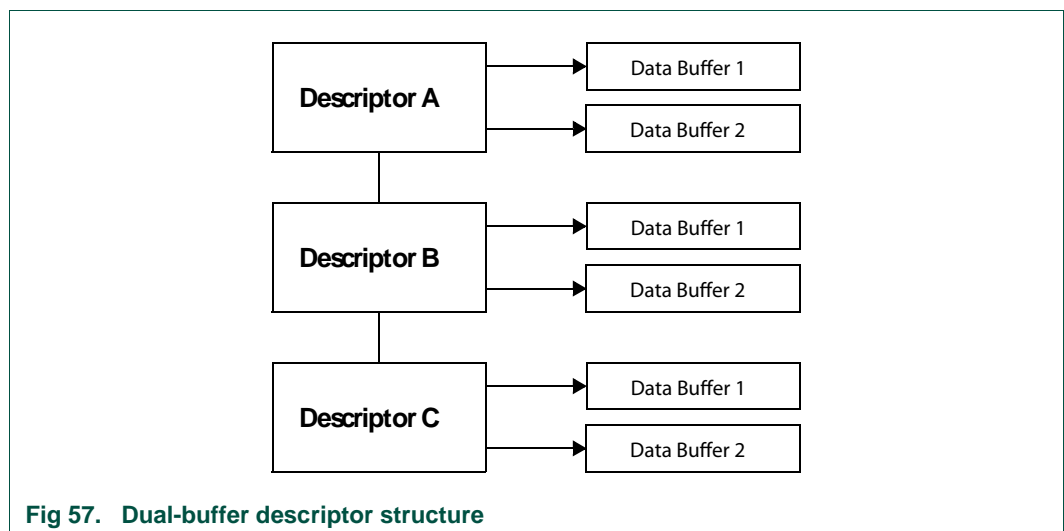 Descriptor A
Data Buffer 1
Data Buffer 2
Descriptor B
Data Buffer 1
Data Buffer 2
Descriptor C
Data Buffer 1
Data Buffer 2
Fig 57. Dual-buffer descriptor structure